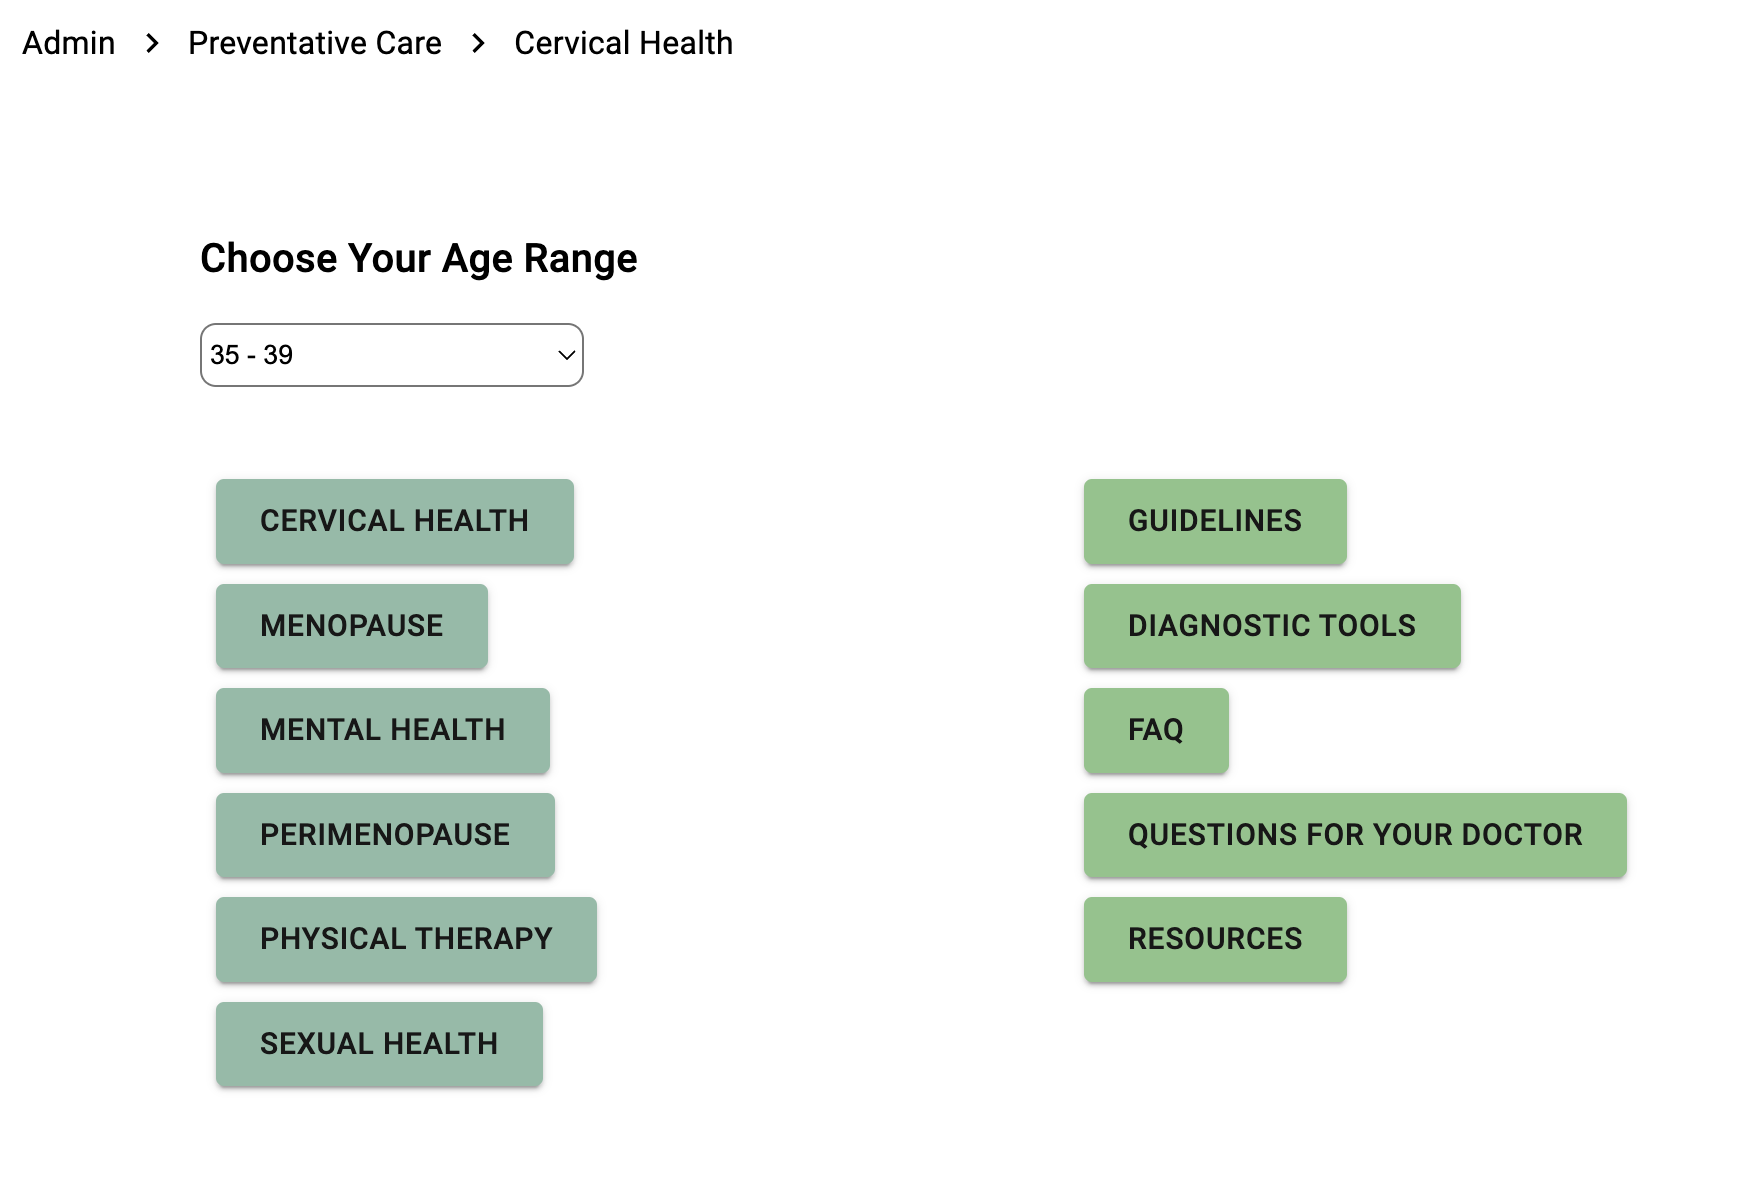 Admin > Preventative Care > Cervical Health
Choose Your Age Range
35 - 39
CERVICAL HEALTH
MENOPAUSE
MENTAL HEALTH
PERIMENOPAUSE
PHYSICAL THERAPY
SEXUAL HEALTH
GUIDELINES
DIAGNOSTIC TOOLS
FAQ
QUESTIONS FOR YOUR DOCTOR
RESOURCES